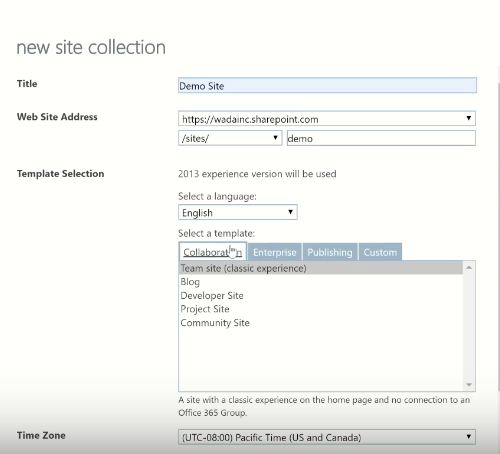 new site collection
Title
Demo Site
Web Site Address
https://wadainc.sharepoint.com
/sites/
demo
Template Selection
2013 experience version will be used
Select a language:
English
Select a template:
Collaboration Enterprise Publishing Custom
Team site (classic experience)
Blog
Developer Site
Project Site
Community Site
A site with a classic experience on the home page and no connection to an
Office 365 Group.
Time Zone
(UTC-08:00) Pacific Time (US and Canada)